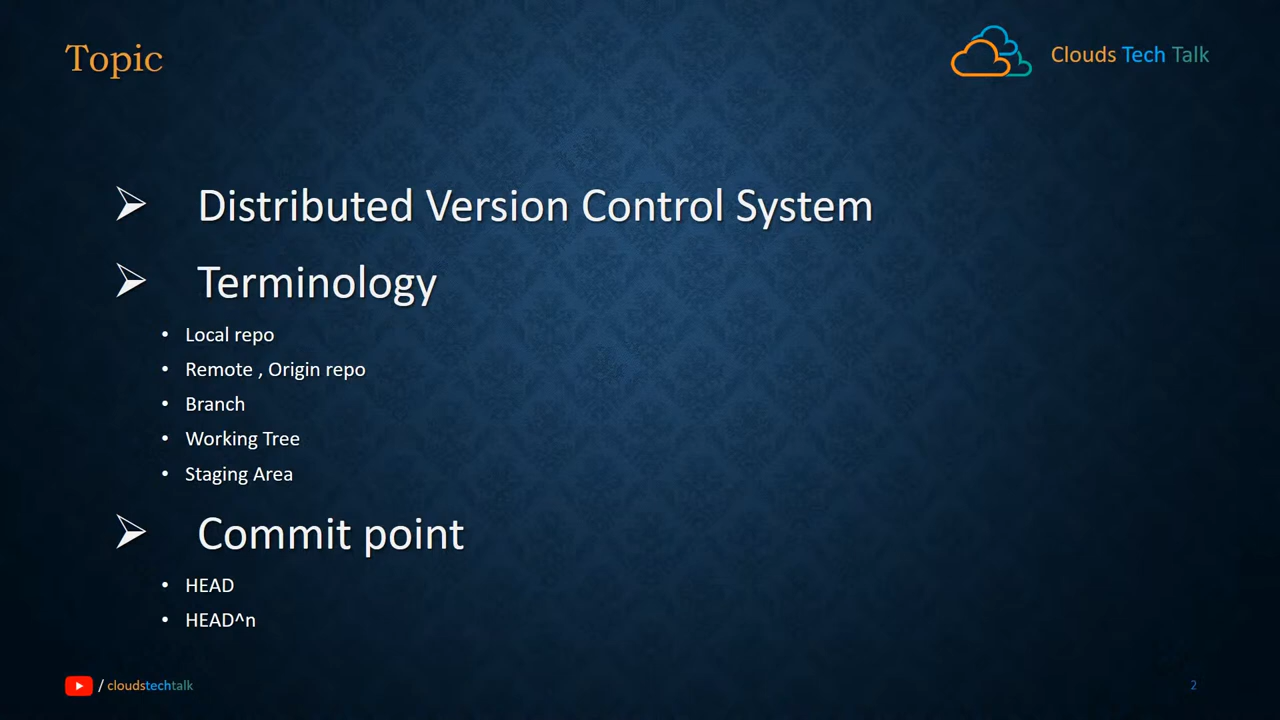 Topic
Clouds Tech Talk
Distributed Version Control System
Terminology
Local repo
Remote , Origin repo
Branch
Working Tree
Staging Area
Commit point
HEAD
HEAD^n
/ cloudstechtalk
2